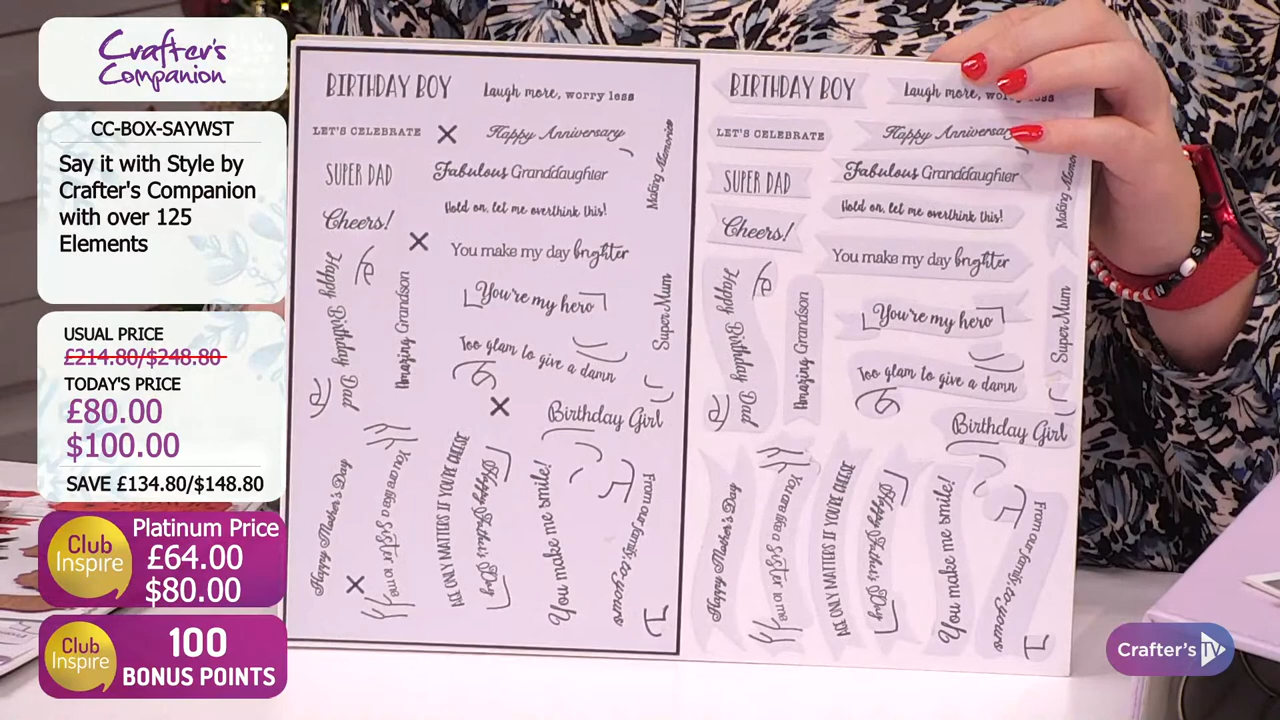 Crafter's
Companion
CC-BOX-SAYWST
Say it with Style by
Crafter's Companion
with over 125
Elements
USUAL PRICE
£214.80/$248.80
TODAY'S PRICE
£80.00
$100.00
SAVE £134.80/$148.80
Club
Inspire
Platinum Price
£64.00
$80.00
Club
Inspire
100
BONUS POINTS
BIRTHDAY BOY
Laugh more, worry less
LET'S CELEBRATE
Happy Anniversary
Making Memories
SUPER DAD
Fabulous Granddaughter
Hold on, let me overthink this!
Cheers!
You make my day brighter
Happy Birthday Dad
Amazing Grandson
You're my hero
Super Mum
Too glam to give a damn
Birthday Girl
Happy Mother's Day
You are like a Sister to me
AGE ONLY MATTERS IF YOU'RE CHEESE
Happy Father's Day
You make me smile!
From our family, to yours
BIRTHDAY BOY
Laugh more, worry less
LET'S CELEBRATE
Happy Anniversary
Making Memories
SUPER DAD
Fabulous Granddaughter
Hold on, let me overthink this!
Cheers!
You make my day brighter
Happy Birthday Dad
Amazing Grandson
You're my hero
Super Mum
Too glam to give a damn
Birthday Girl
Happy Mother's Day
You are like a Sister to me
AGE ONLY MATTERS IF YOU'RE CHEESE
Happy Father's Day
You make me smile!
From our family, to yours
Crafter's TV